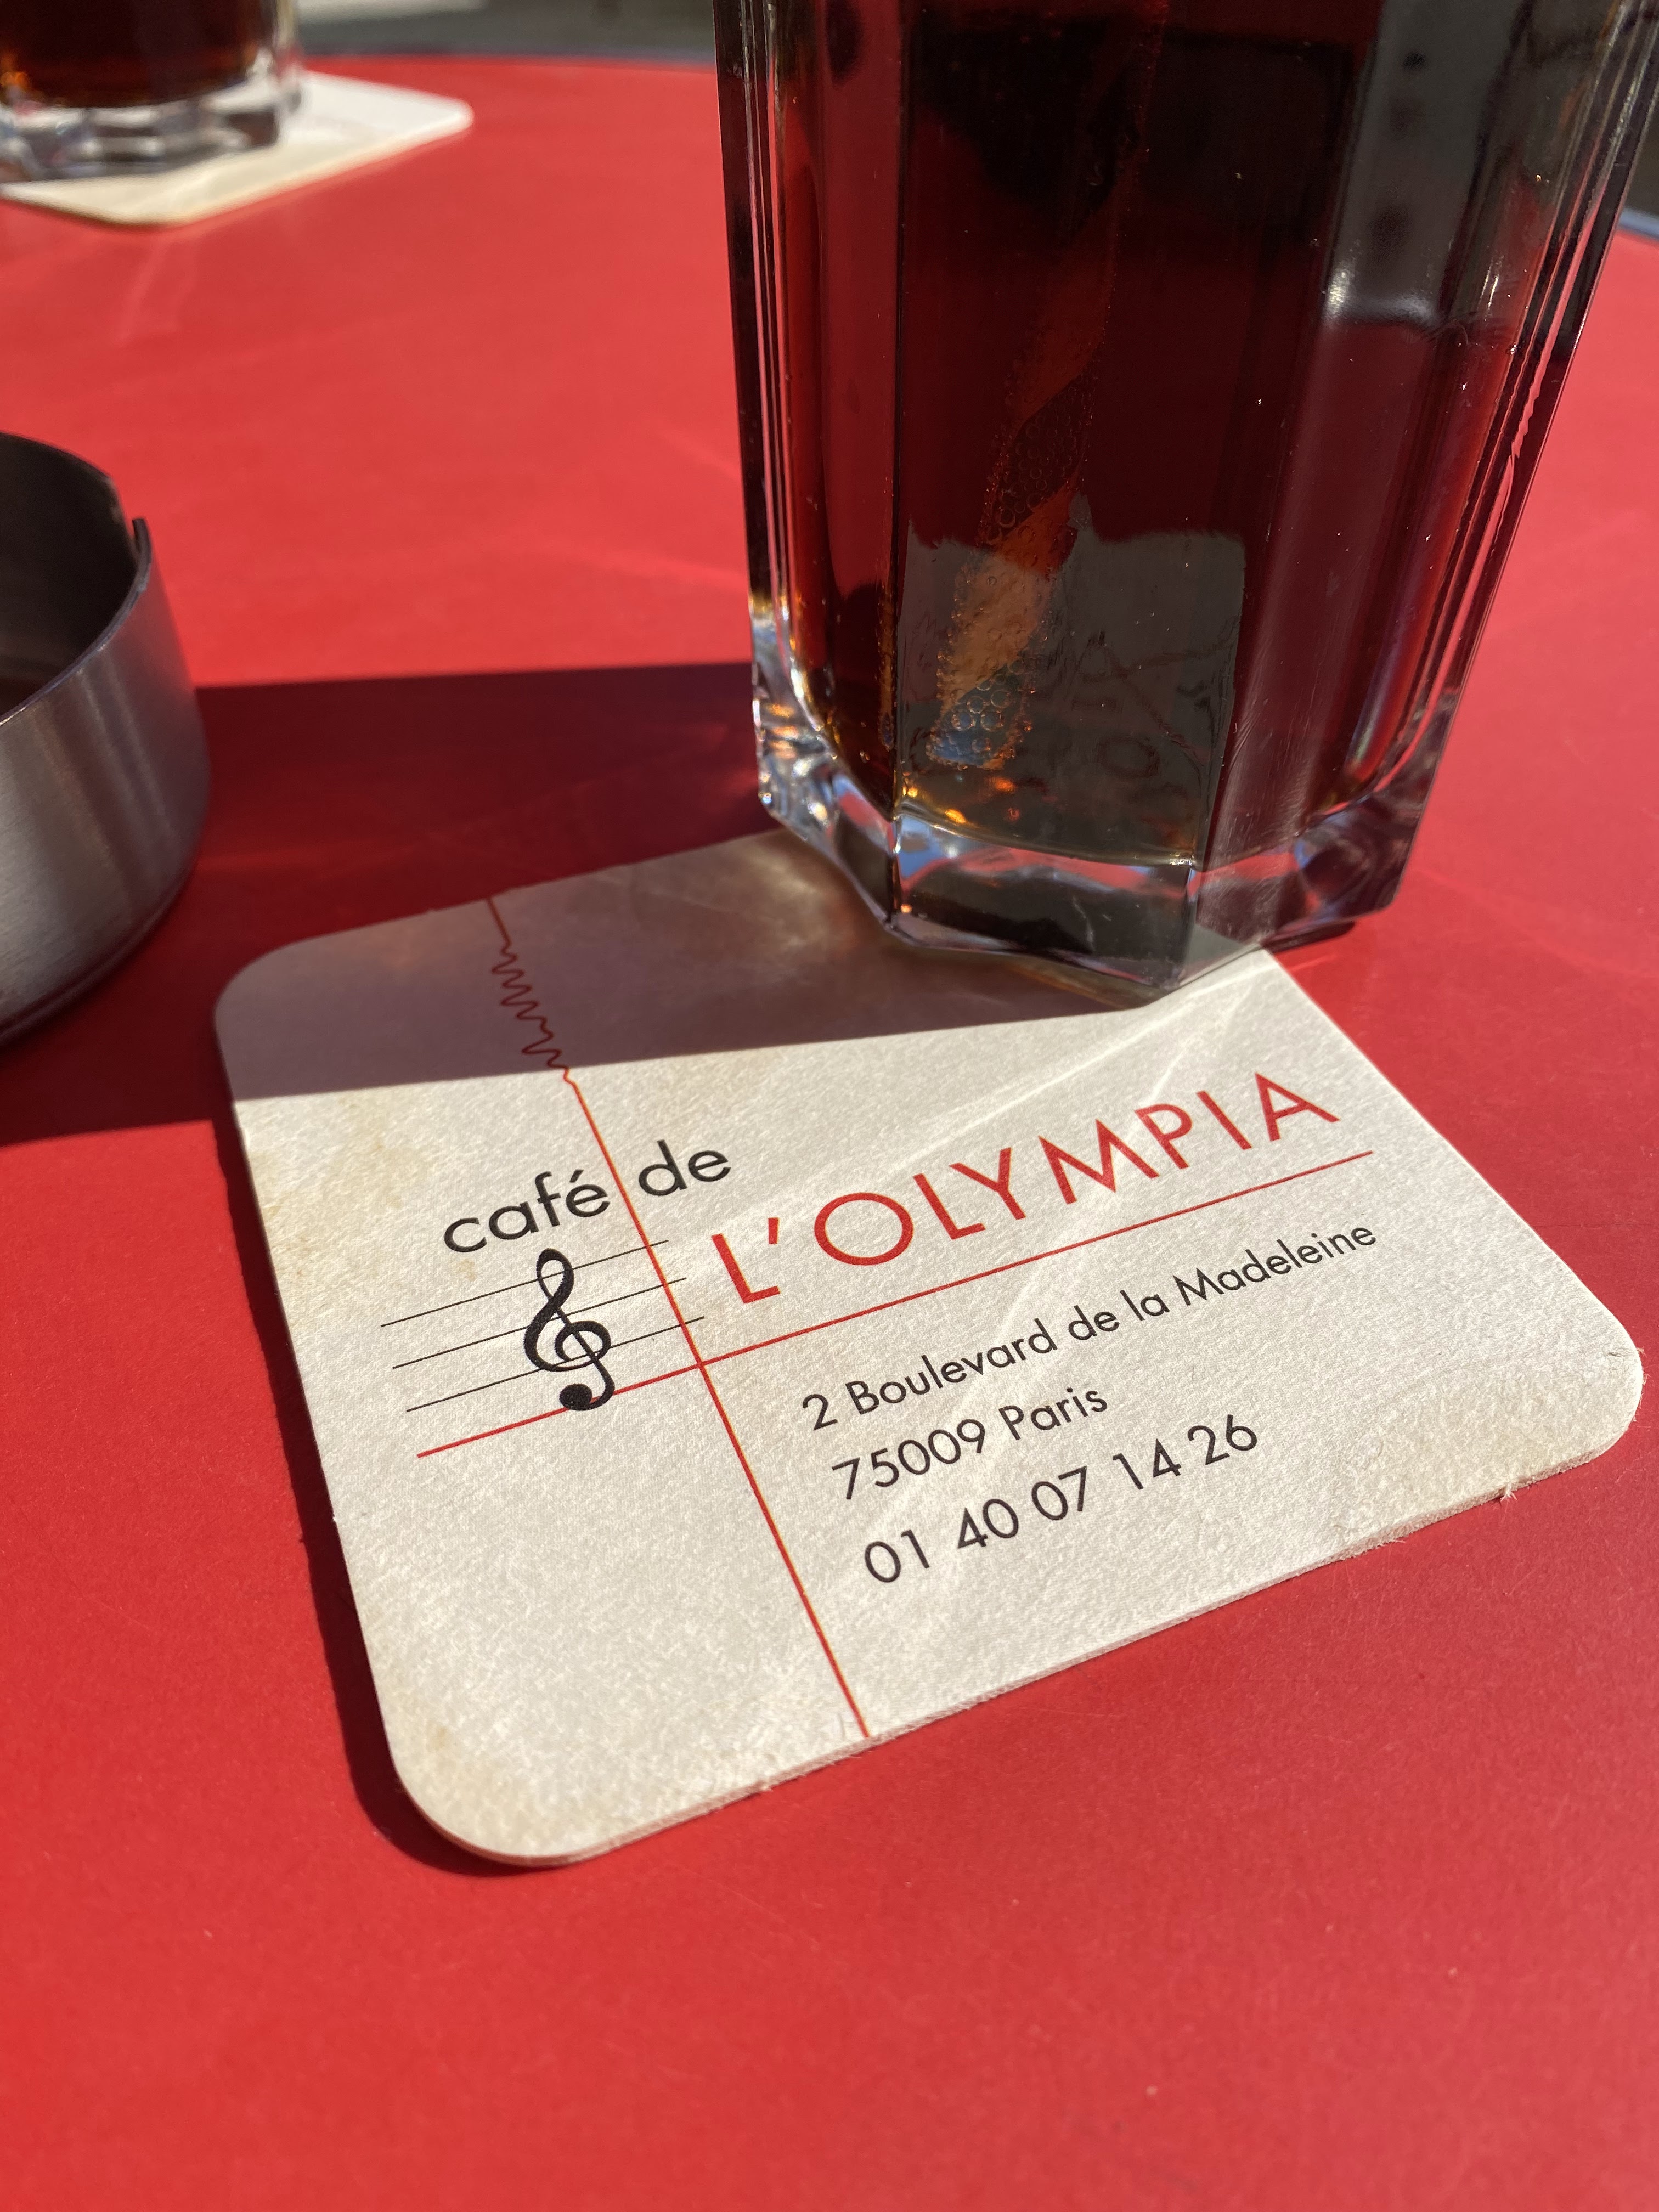 café de
L'OLYMPIA
2 Boulevard de la Madeleine
75009 Paris
01 40 07 14 26